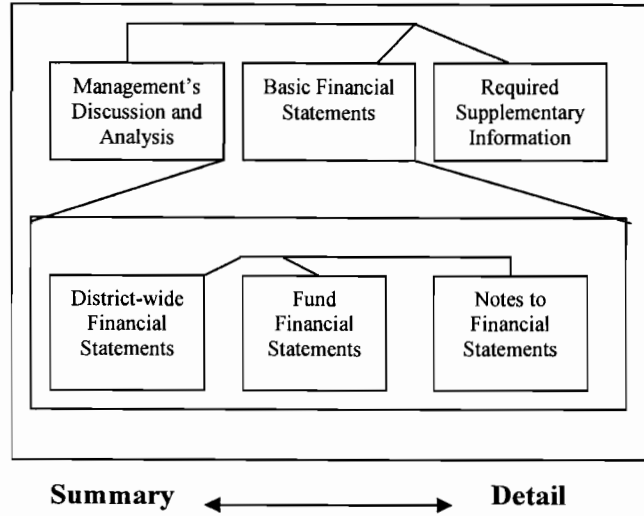 Management's
Discussion and
Analysis
Basic Financial
Statements
Required
Supplementary
Information
District-wide
Financial
Statements
Fund
Financial
Statements
Notes to
Financial
Statements
Summary
Detail